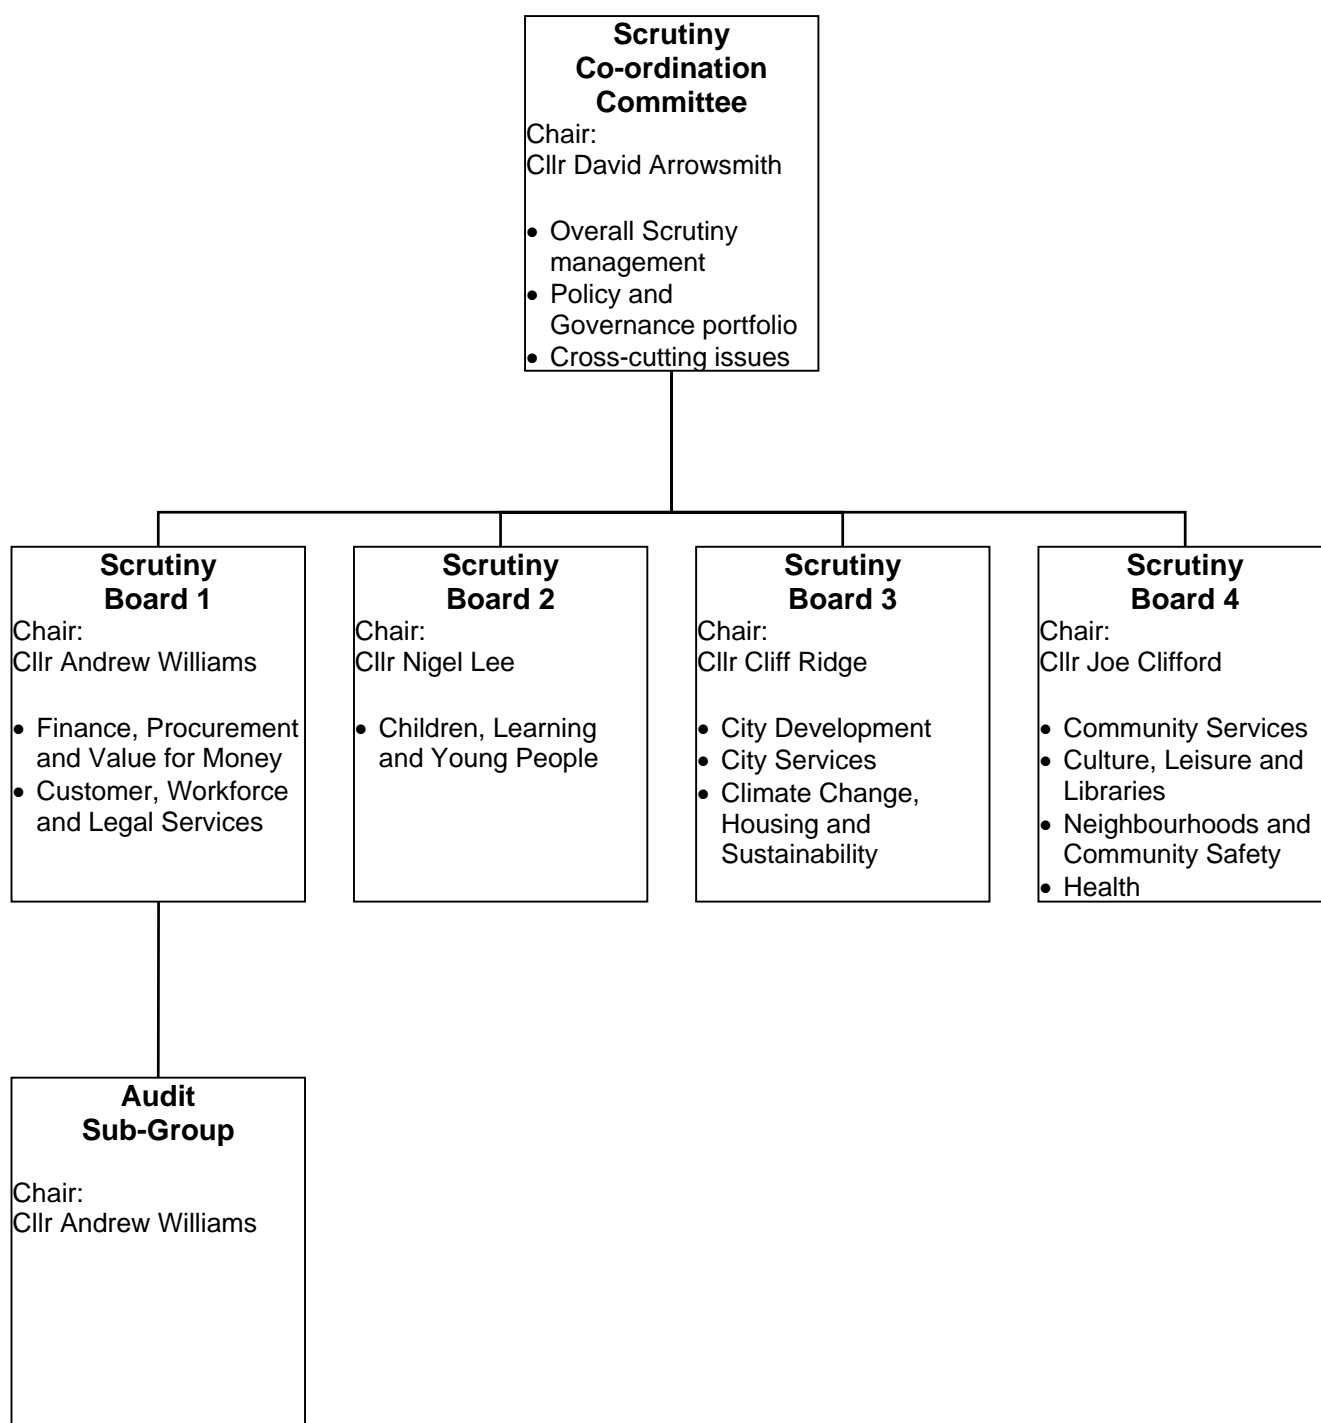 Scrutiny
Co-ordination
Committee
Chair:
Cllr David Arrowsmith
• Overall Scrutiny
management
• Policy and
Governance portfolio
• Cross-cutting issues
Scrutiny
Board 1
Chair:
Cllr Andrew Williams
• Finance, Procurement
and Value for Money
• Customer, Workforce
and Legal Services
Scrutiny
Board 2
Chair:
Cllr Nigel Lee
• Children, Learning
and Young People
Scrutiny
Board 3
Chair:
Cllr Cliff Ridge
• City Development
• City Services
• Climate Change,
Housing and
Sustainability
Scrutiny
Board 4
Chair:
Cllr Joe Clifford
• Community Services
• Culture, Leisure and
Libraries
• Neighbourhoods and
Community Safety
• Health
Audit
Sub-Group
Chair:
Cllr Andrew Williams